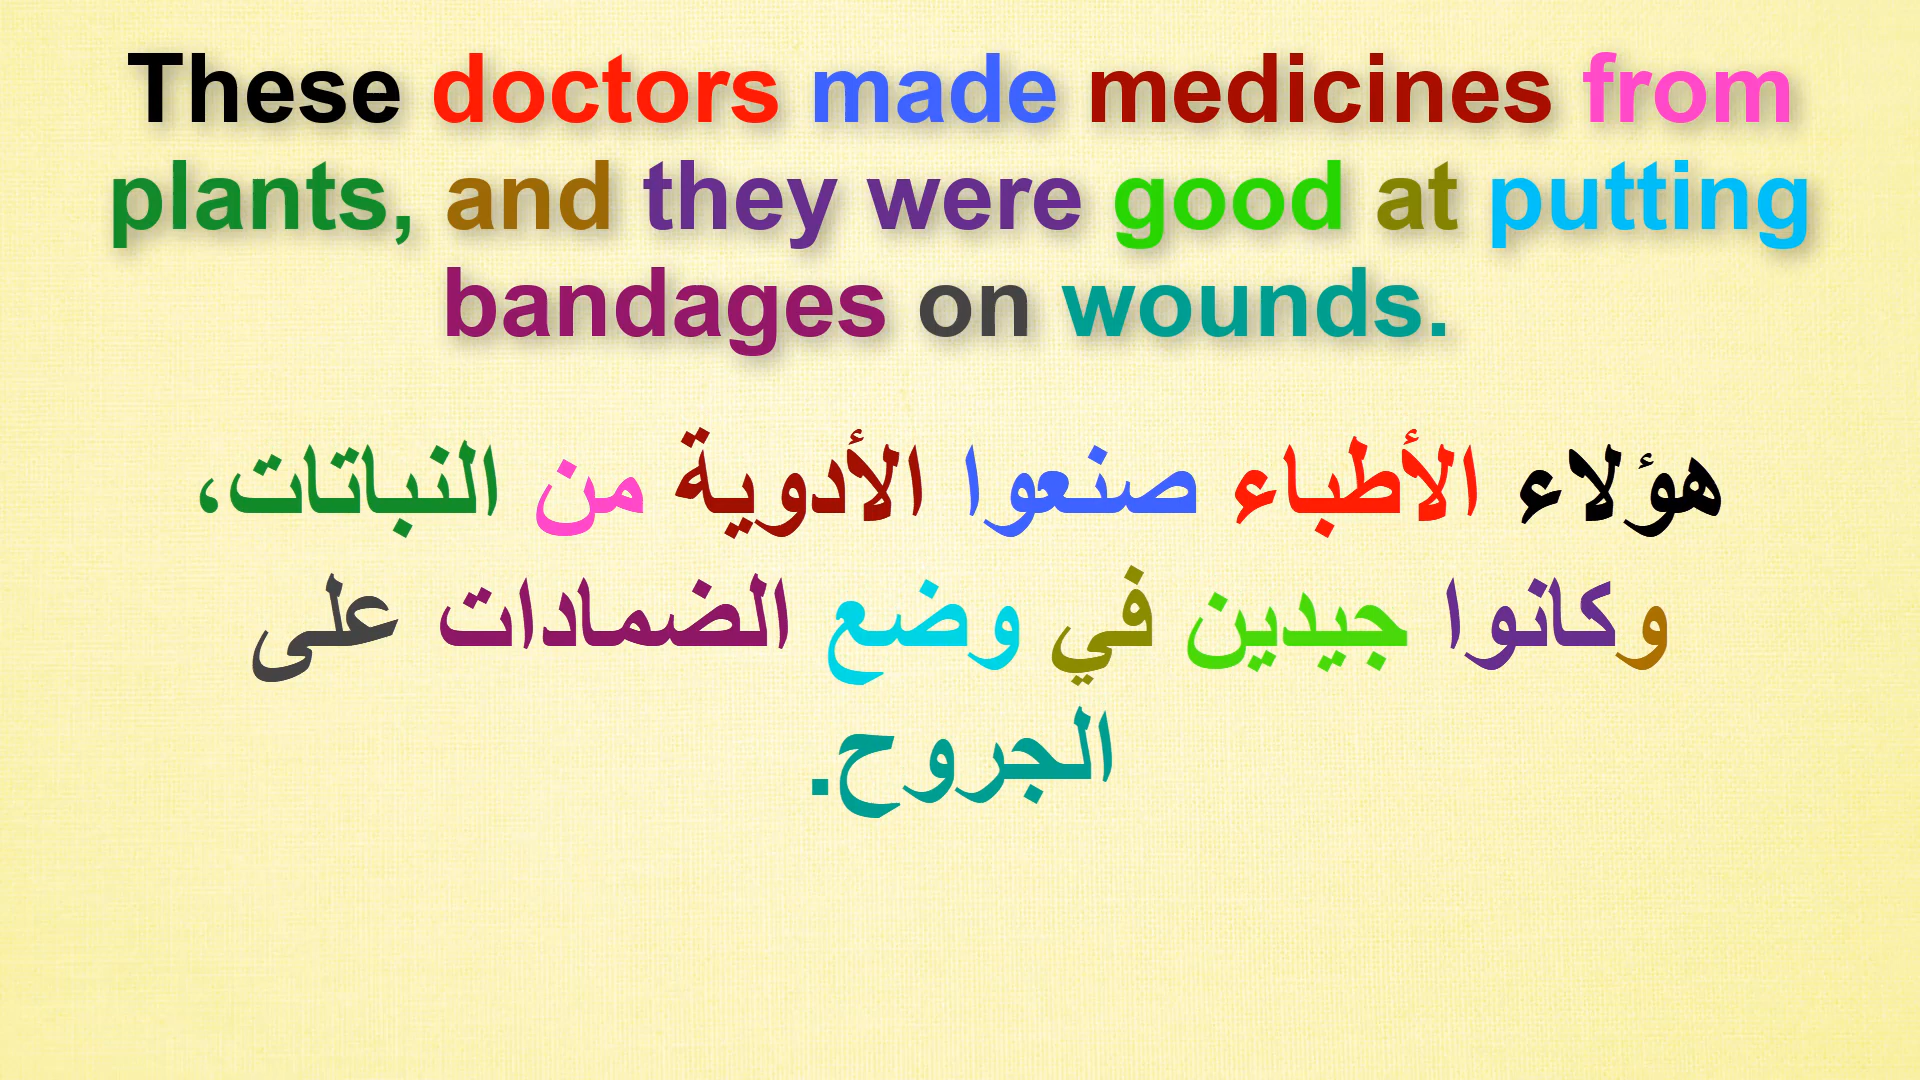 These doctors made medicines from
plants, and they were good at putting
bandages on wounds.
هؤلاء الأطباء صنعوا الأدوية من النباتات،
وكانوا جيدين في وضع الضمادات على
الجروح.